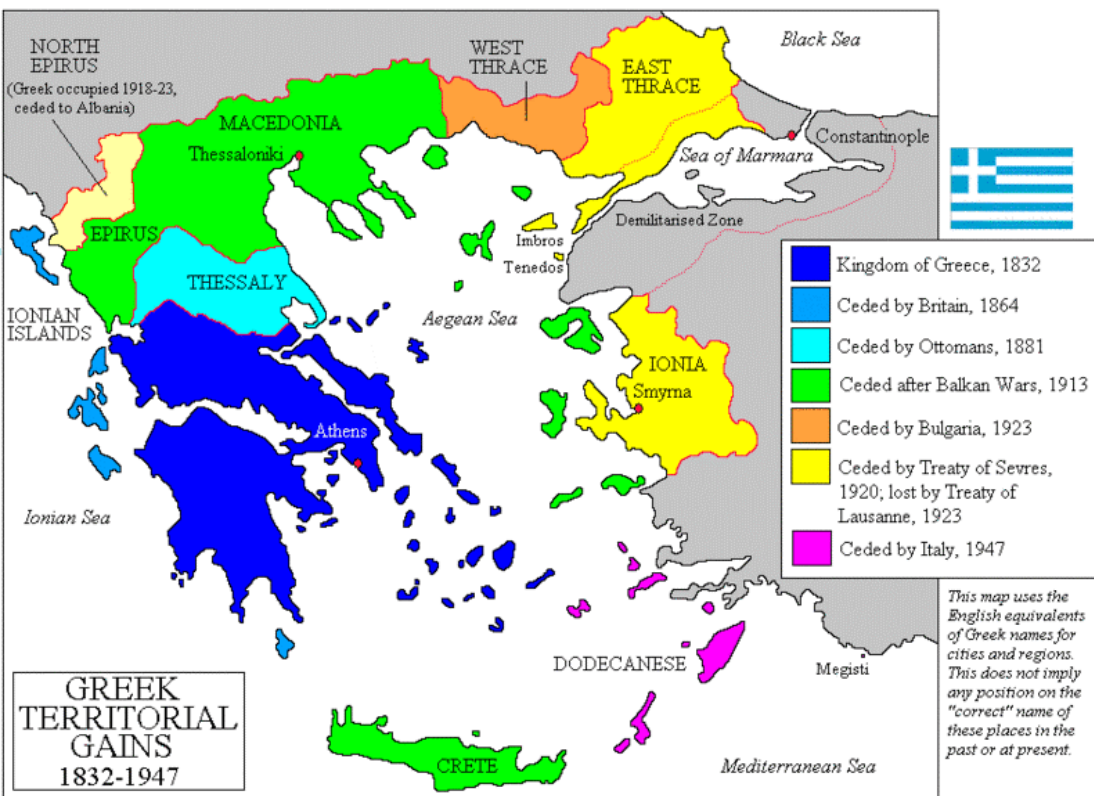 NORTH
EPIRUS
(Greek occupied 1918-23,
ceded to Albania)
WEST
THRACE
Black Sea
EAST
THRACE
MACEDONIA
Thessaloniki
Constantinople
Sea of Marmara
Demilitarised Zone
EPIRUS
Imbros
Tenedos
THESSALY
IONIAN
ISLANDS
Aegean Sea
IONIA
Smyrna
Athens
Ionian Sea
DODECANESE
Megisti
CRETE
Mediterranean Sea
Kingdom of Greece, 1832
Ceded by Britain, 1864
Ceded by Ottomans, 1881
Ceded after Balkan Wars, 1913
Ceded by Bulgaria, 1923
Ceded by Treaty of Sevres,
1920; lost by Treaty of
Lausanne, 1923
Ceded by Italy, 1947
This map uses the
English equivalents
of Greek names for
cities and regions.
This does not imply
any position on the
"correct" name of
these places in the
past or at present.
GREEK
TERRITORIAL
GAINS
1832-1947